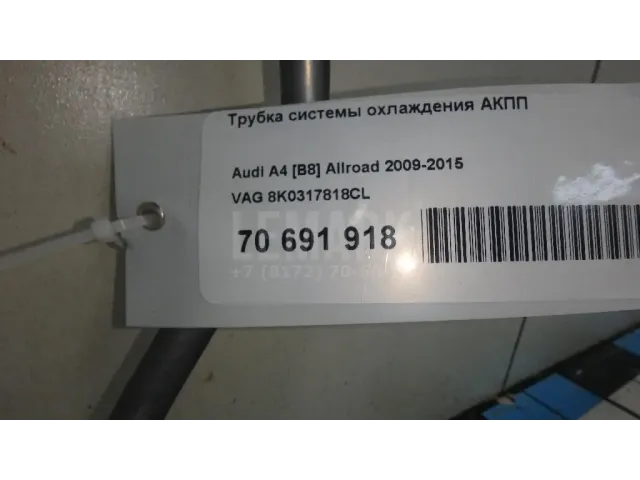 Трубка системы охлаждения АКПП
Audi A4 [B8] Allroad 2009-2015
VAG 8K0317818CL
70 691 918